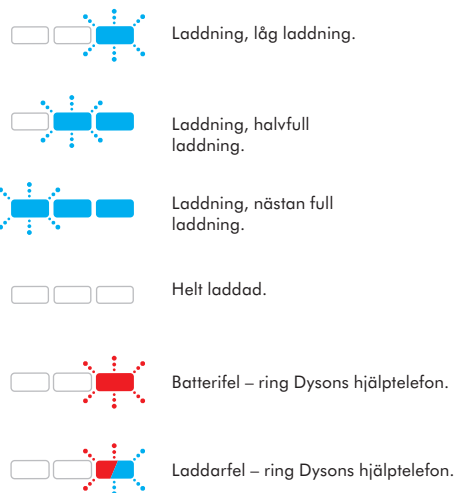 Laddning, låg laddning.
Laddning, halvfull
laddning.
Laddning, nästan full
laddning.
Helt laddad.
Batterifel – ring Dysons hjälptelefon.
Laddarfel – ring Dysons hjälptelefon.